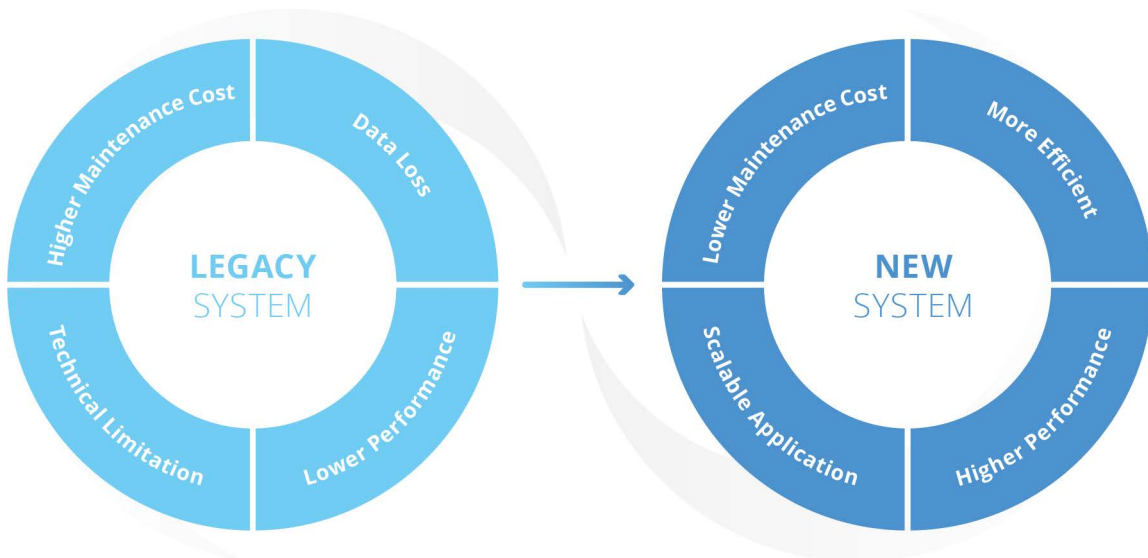 Higher Maintenance Cost
Data Loss
LEGACY
SYSTEM
Technical Limitation
Lower Performance
Lower Maintenance Cost
More Efficient
NEW
SYSTEM
Scalable Application
Higher Performance